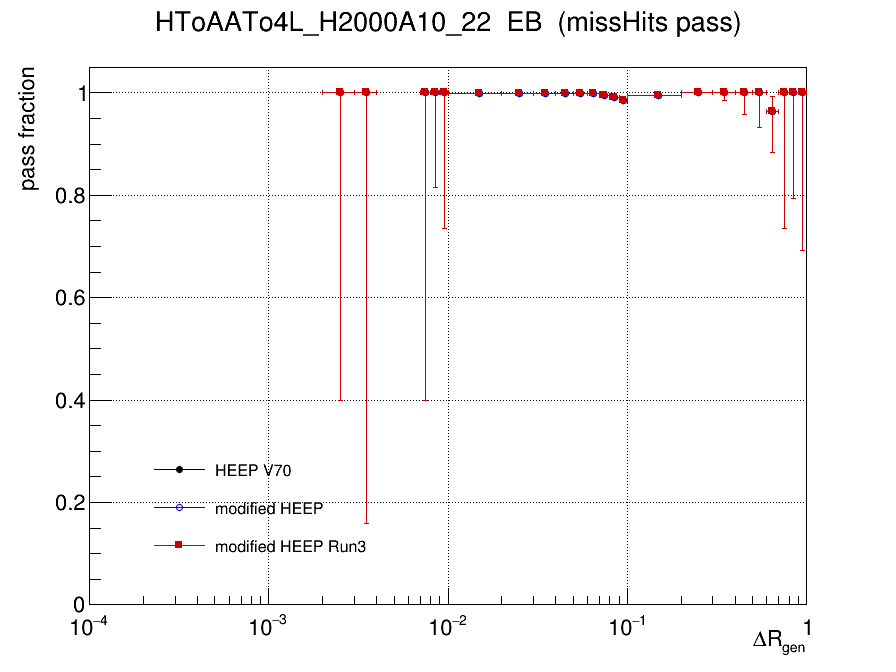 HToAATo4L_H2000A10_22 EB (missHits pass)
pass fraction
1
0.8
0.6
0.4
0.2
0
HEEP V70
modified HEEP
modified HEEP Run3
10⁻⁴ 10⁻³ 10⁻² 10⁻¹ 1
ΔR_gen